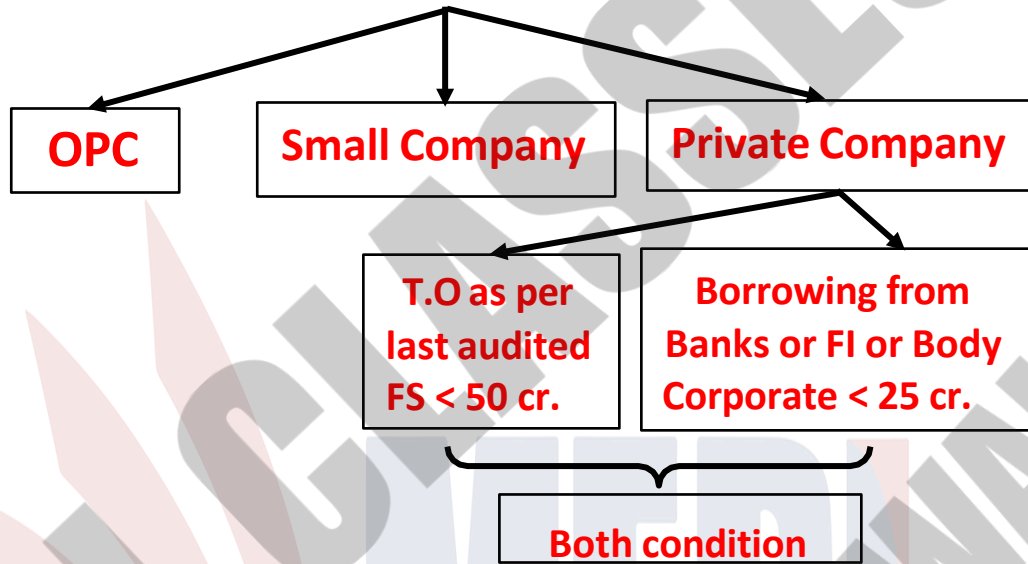 OPC
Small Company
Private Company
T.O as per
last audited
FS < 50 cr.
Borrowing from
Banks or FI or Body
Corporate < 25 cr.
Both condition